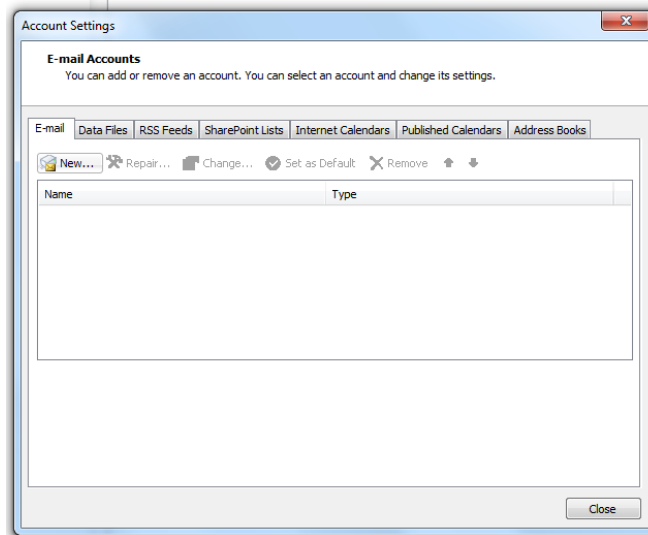 Account Settings
E-mail Accounts
You can add or remove an account. You can select an account and change its settings.
E-mail Data Files RSS Feeds SharePoint Lists Internet Calendars Published Calendars Address Books
New... Repair... Change... Set as Default Remove
Name Type
Close